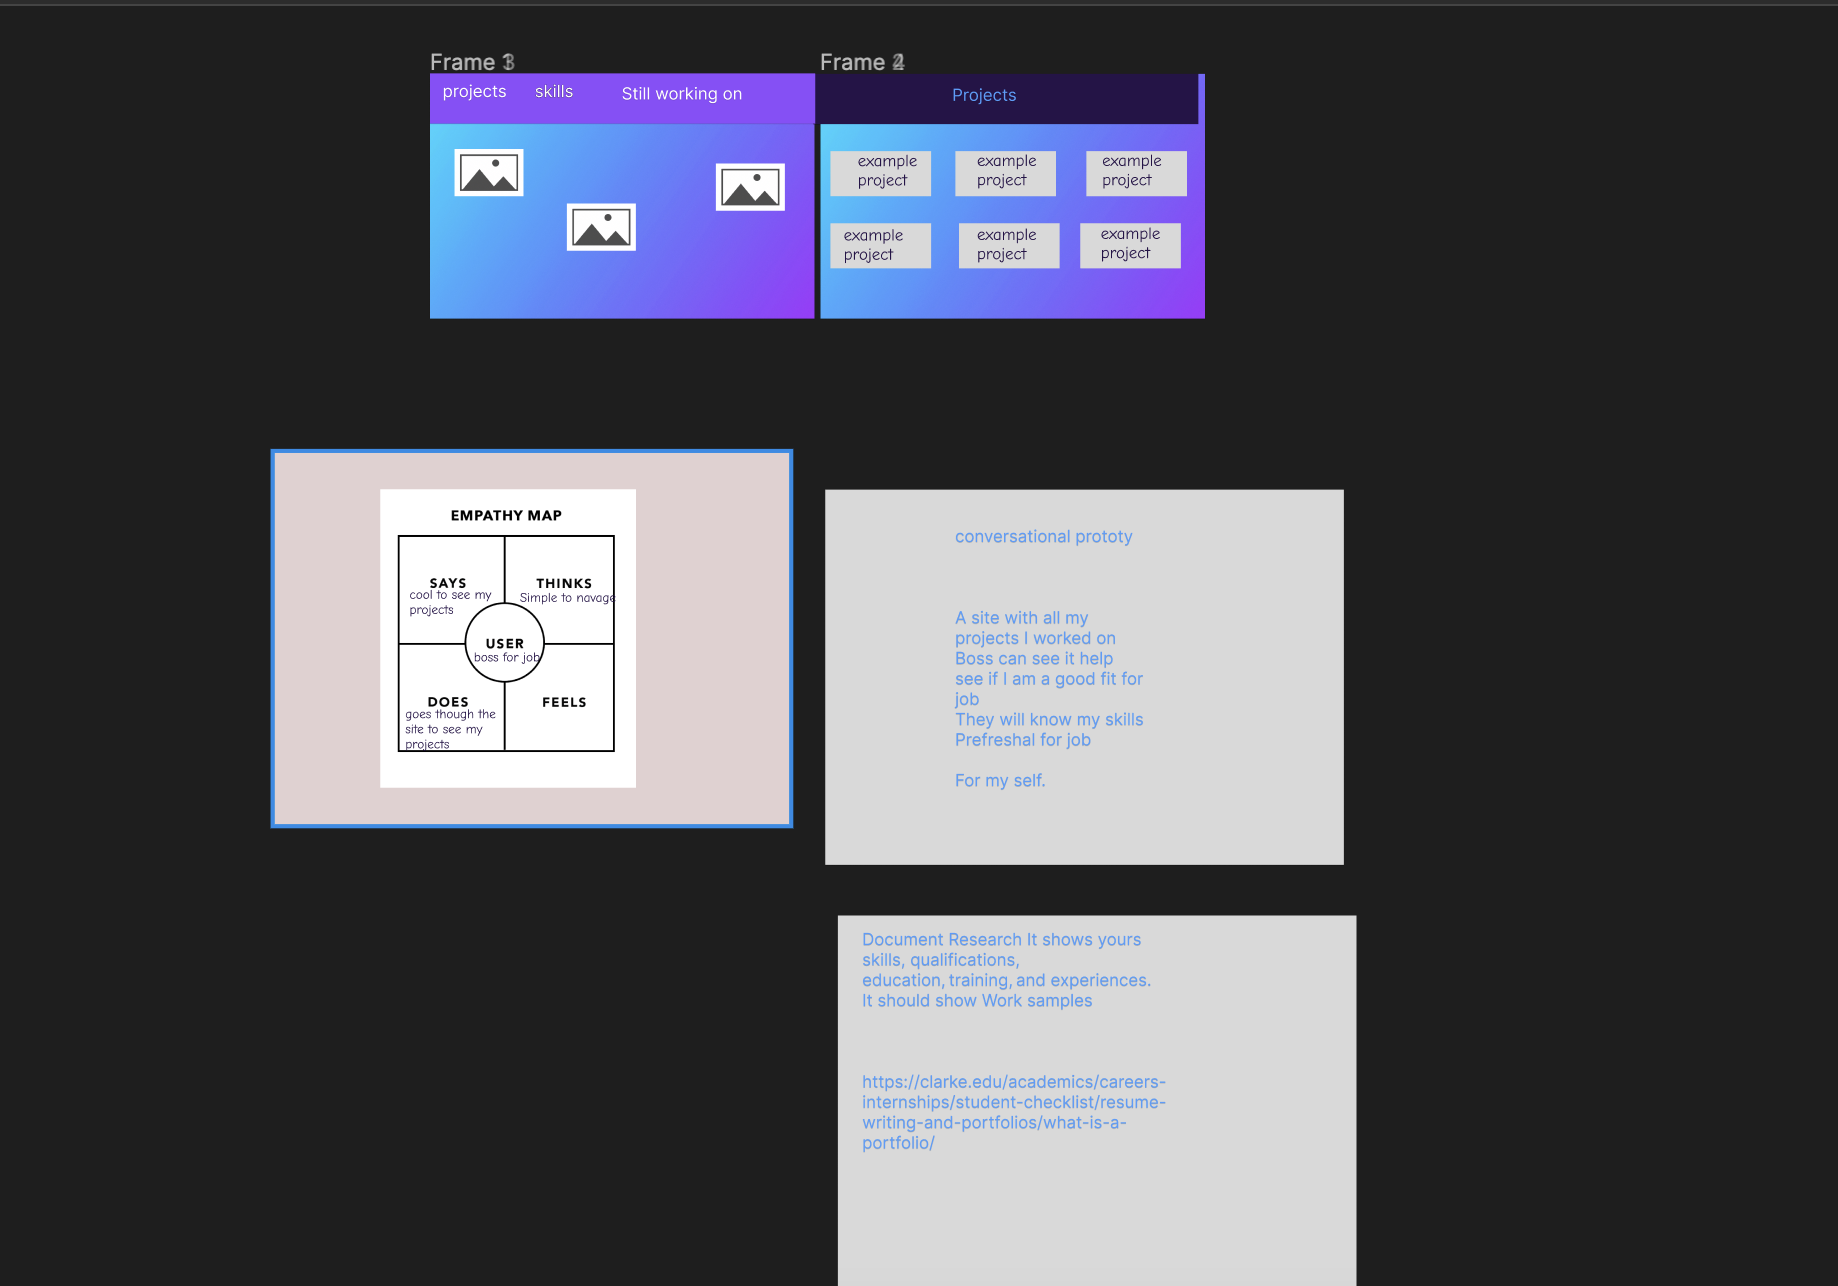 Frame
projects skills Still working on
Frame
Projects
example
project
example
project
example
project
example
project
example
project
example
project
EMPATHY MAP
SAYS
cool to see my
projects
THINKS
Simple to navage
USER
boss for job
DOES
goes though the
site to see my
projects
FEELS
conversational prototy
A site with all my
projects I worked on
Boss can see it help
see if I am a good fit for
job
They will know my skills
Prefreshal for job
For my self.
Document Research It shows yours
skills, qualifications,
education, training, and experiences.
It should show Work samples
https://clarke.edu/academics/careers-
internships/student-checklist/resume-
writing-and-portfolios/what-is-a-
portfolio/